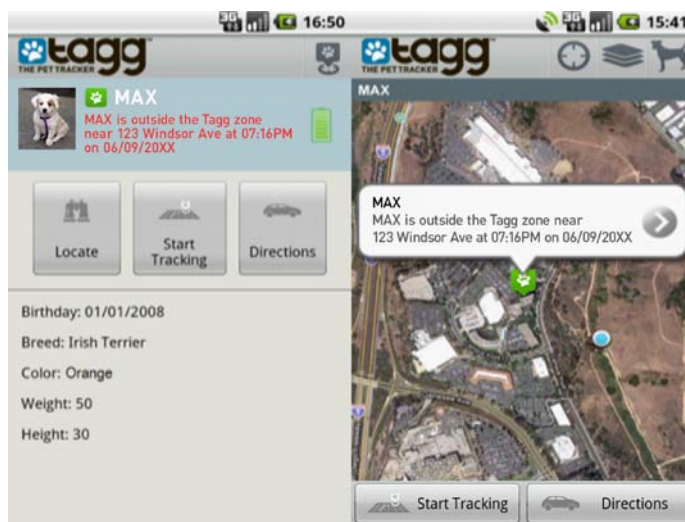 3G
16:50
tagg
THE PET TRACKER
MAX
MAX is outside the Tagg zone
near 123 Windsor Ave at 07:16PM
on 06/09/20XX
Locate
Start
Tracking
Directions
Birthday: 01/01/2008
Breed: Irish Terrier
Color: Orange
Weight: 50
Height: 30
3G
15:41
tagg
THE PET TRACKER
MAX
MAX
MAX is outside the Tagg zone near
123 Windsor Ave at 07:16PM on 06/09/20XX
Start Tracking
Directions